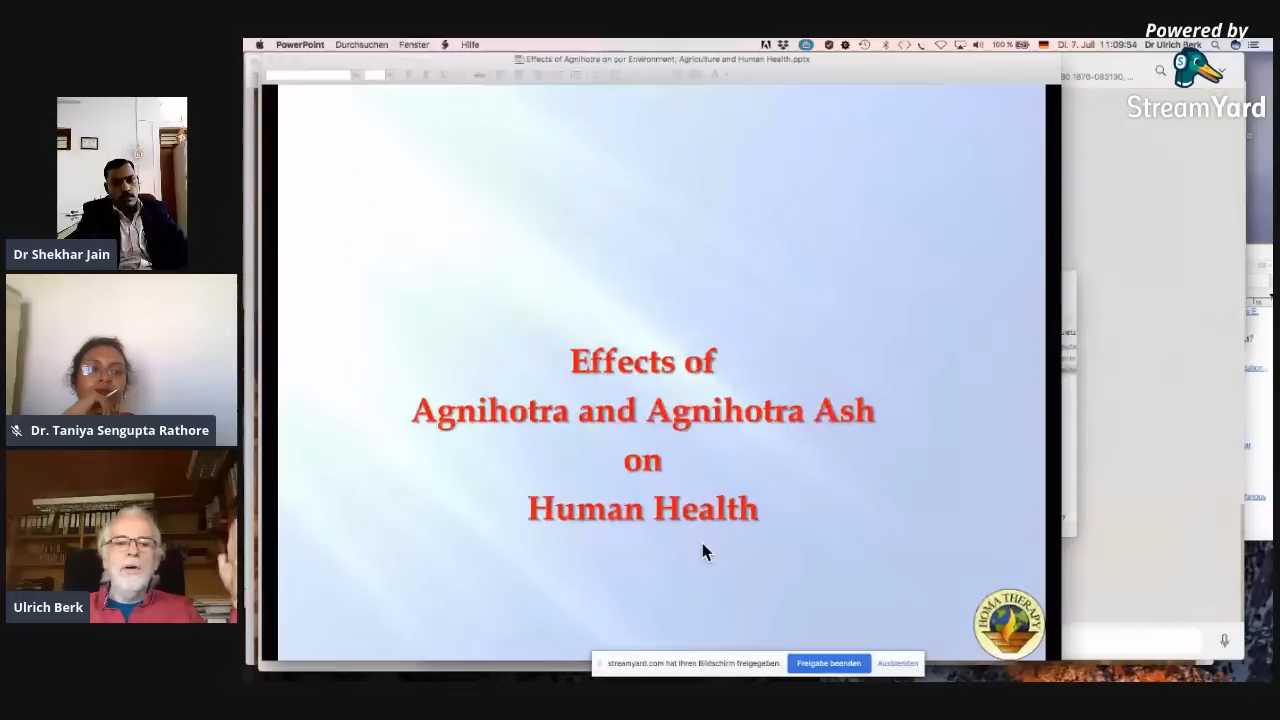 Powered by
StreamYard
PowerPoint Durchsuchen Fenster Hilfe
100 % Di. 7. Juli 11:09:54 Dr Ulrich Berk
Effects of Agnihotra on our Environment, Agriculture and Human Health.pptx
Effects of
Agnihotra and Agnihotra Ash
on
Human Health
HOMA THERAPY
streamyard.com hat Ihren Bildschirm freigegeben. Freigabe beenden Ausblenden
Dr Shekhar Jain
Dr. Taniya Sengupta Rathore
Ulrich Berk